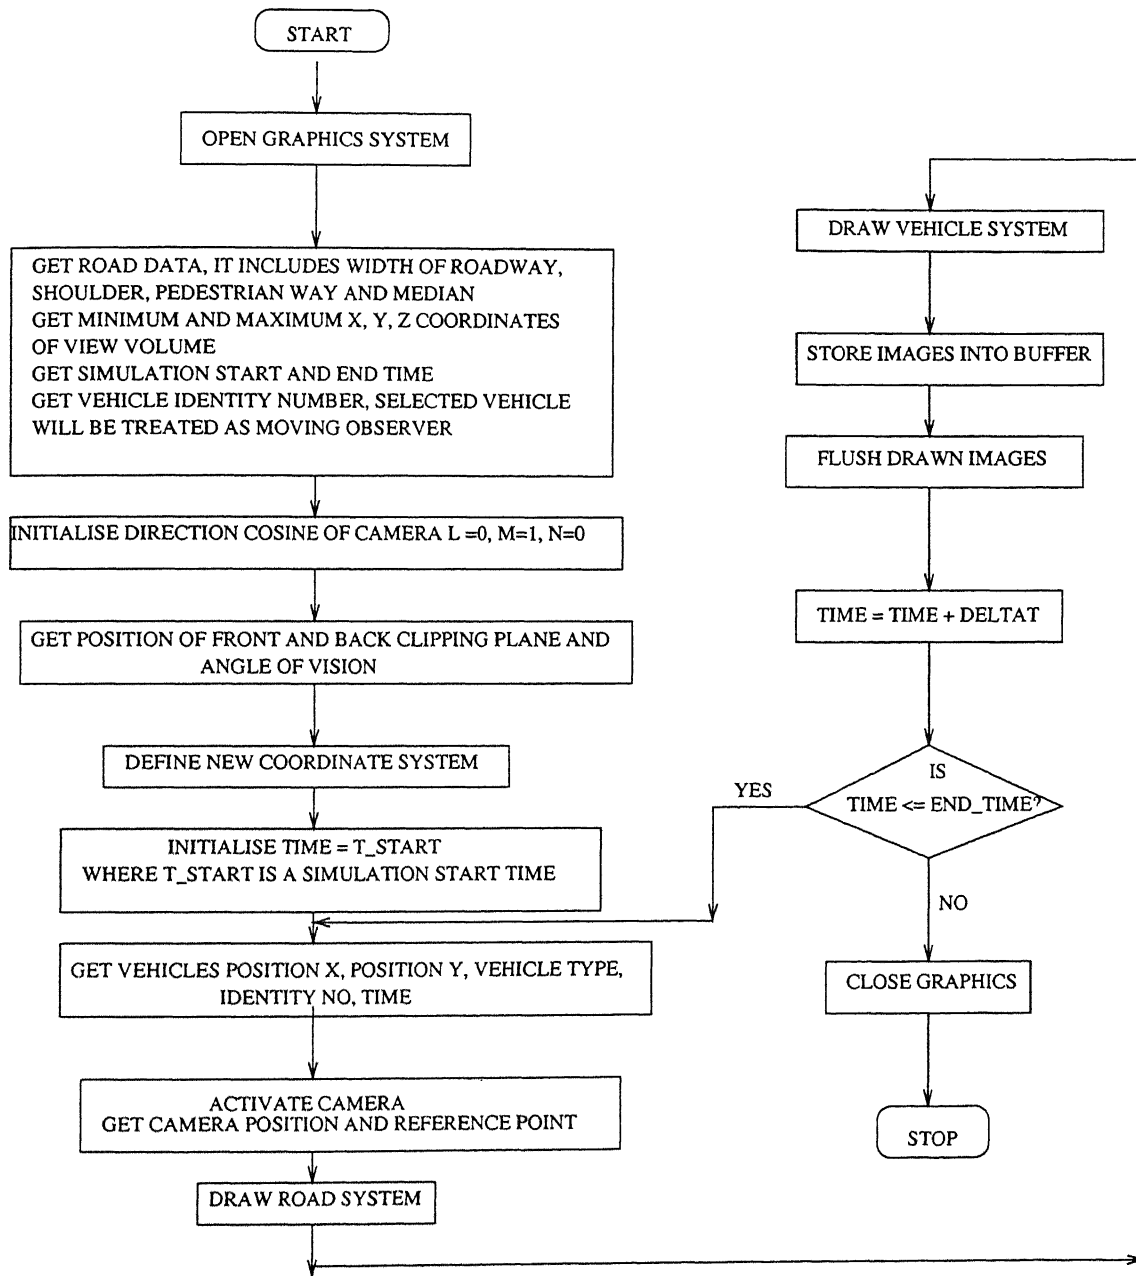 START
OPEN GRAPHICS SYSTEM
GET ROAD DATA, IT INCLUDES WIDTH OF ROADWAY,
SHOULDER, PEDESTRIAN WAY AND MEDIAN
GET MINIMUM AND MAXIMUM X, Y, Z COORDINATES
OF VIEW VOLUME
GET SIMULATION START AND END TIME
GET VEHICLE IDENTITY NUMBER, SELECTED VEHICLE
WILL BE TREATED AS MOVING OBSERVER
INITIALISE DIRECTION COSINE OF CAMERA L =0, M=1, N=0
GET POSITION OF FRONT AND BACK CLIPPING PLANE AND
ANGLE OF VISION
DEFINE NEW COORDINATE SYSTEM
INITIALISE TIME = T_START
WHERE T_START IS A SIMULATION START TIME
GET VEHICLES POSITION X, POSITION Y, VEHICLE TYPE,
IDENTITY NO, TIME
ACTIVATE CAMERA
GET CAMERA POSITION AND REFERENCE POINT
DRAW ROAD SYSTEM
DRAW VEHICLE SYSTEM
STORE IMAGES INTO BUFFER
FLUSH DRAWN IMAGES
TIME = TIME + DELTAT
IS
TIME <= END_TIME?
YES
NO
CLOSE GRAPHICS
STOP